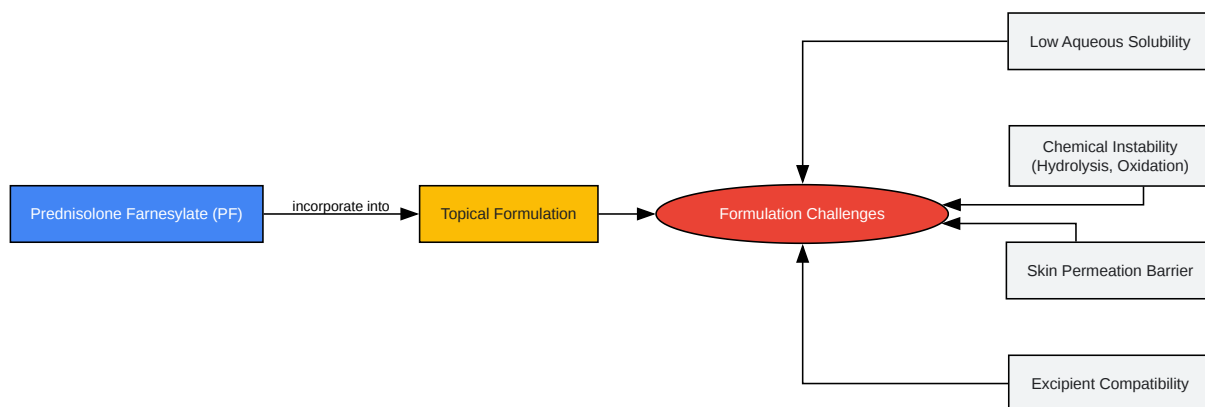 Low Aqueous Solubility
Chemical Instability
(Hydrolysis, Oxidation)
Prednisolone Farnesylate (PF)
incorporate into
Topical Formulation
Formulation Challenges
Skin Permeation Barrier
Excipient Compatibility